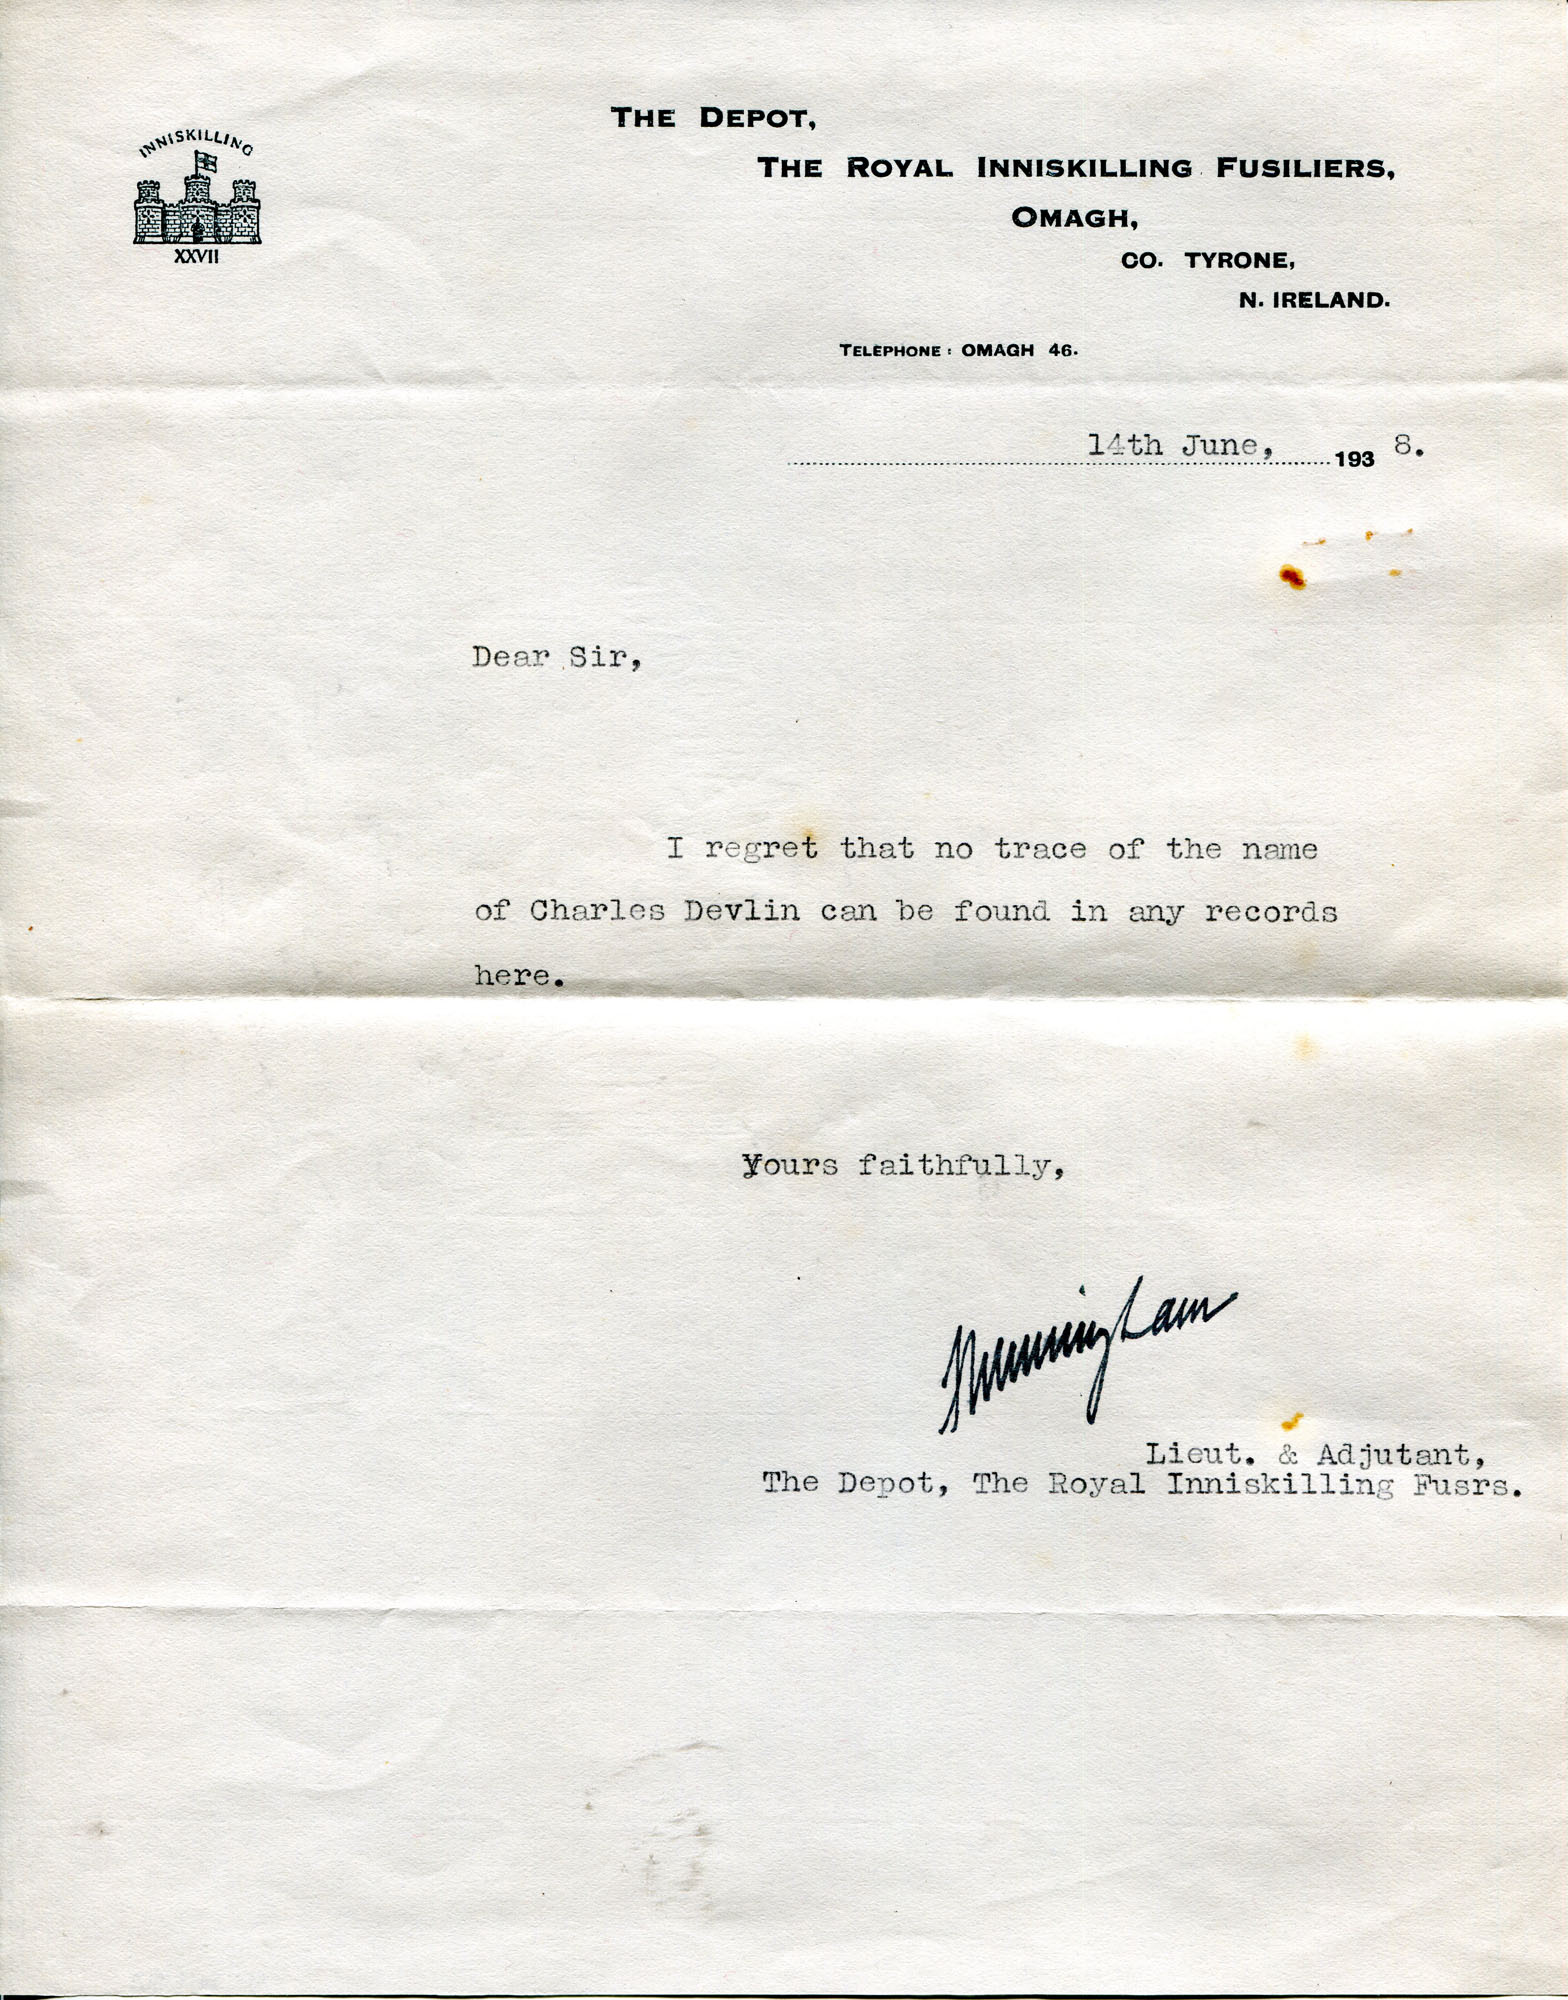 INNISKILLING
XXVII
THE DEPOT,
THE ROYAL INNISKILLING FUSILIERS,
OMAGH,
CO. TYRONE,
N. IRELAND.
TELEPHONE: OMAGH 46.
14th June, 193 8.
Dear Sir,
I regret that no trace of the name
of Charles Devlin can be found in any records
here.
Yours faithfully,
Lieut. & Adjutant,
The Depot, The Royal Inniskilling Fusrs.